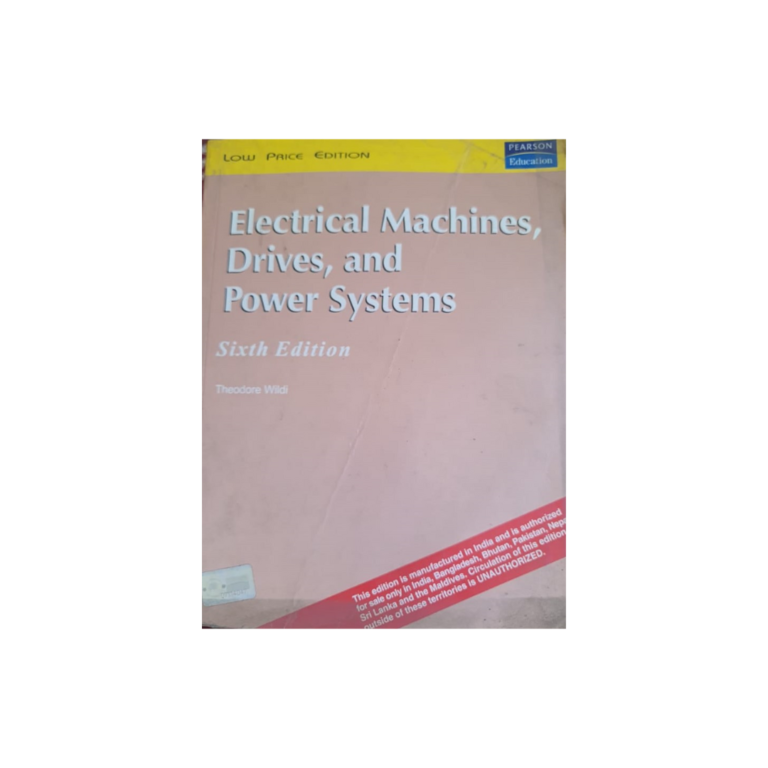 LOW PRICE EDITION
PEARSON
Education
Electrical Machines,
Drives, and
Power Systems
Sixth Edition
Theodore Wildi
This edition is manufactured in India and is authorized
for sale only in India, Bangladesh, Bhutan, Pakistan, Nepa
Sri Lanka and the Maldives. Circulation of this edition
outside of these territories is UNAUTHORIZED.